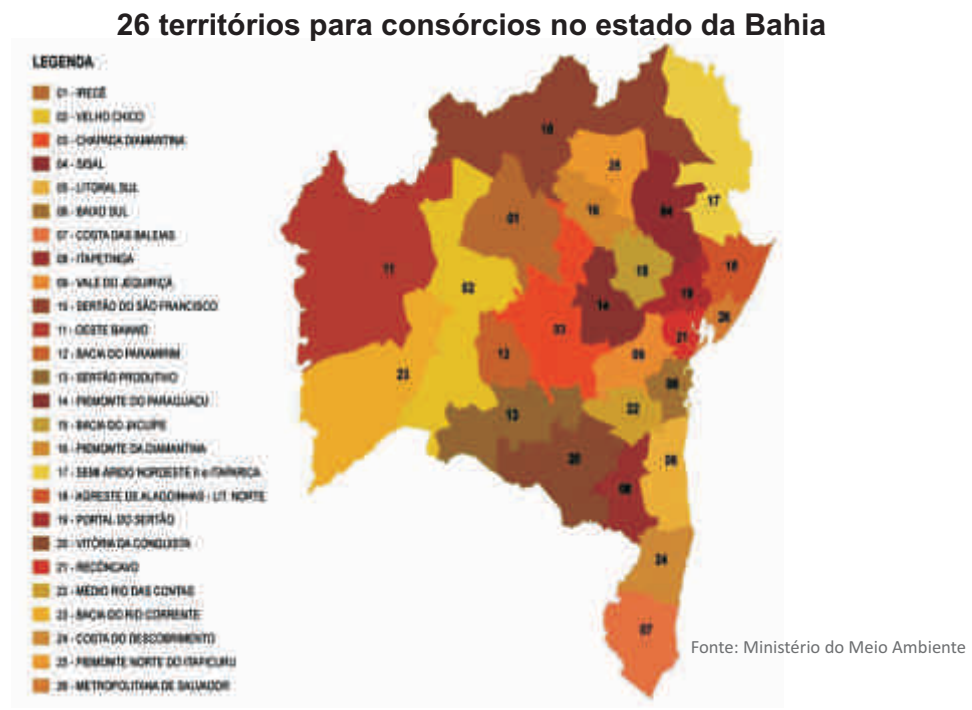 26 territórios para consórcios no estado da Bahia
LEGENDA
01 - IRECÊ
02 - VELHO CHICO
03 - CHAPADA DIAMANTINA
04 - SISAL
05 - LITORAL SUL
06 - BAIXO SUL
07 - COSTA DAS BALEIAS
08 - ITAPETINGA
09 - VALE DO JEQUIRIÇA
10 - SERTÃO DO SÃO FRANCISCO
11 - OESTE BAIANO
12 - BACIA DO PARAMIRIM
13 - SERTÃO PRODUTIVO
14 - PIEMONTE DO PARAGUAÇU
15 - BACIA DO JACUÍPE
16 - PIEMONTE DA DIAMANTINA
17 - SEMI-ÁRIDO NORDESTE II e ITAPARICA
18 - AGRESTE DE ALAGOINHAS - LIT. NORTE
19 - PORTAL DO SERTÃO
20 - VITÓRIA DA CONQUISTA
21 - RECÔNCAVO
22 - MÉDIO RIO DAS CONTAS
23 - BACIA DO RIO CORRENTE
24 - COSTA DO DESCOBRIMENTO
25 - PIEMONTE NORTE DO ITAPICURU
26 - METROPOLITANA DE SALVADOR
10
25
16
04
17
01
11
02
15
18
19
14
26
03
21
12
09
23
06
22
13
20
08
24
07
Fonte: Ministério do Meio Ambiente